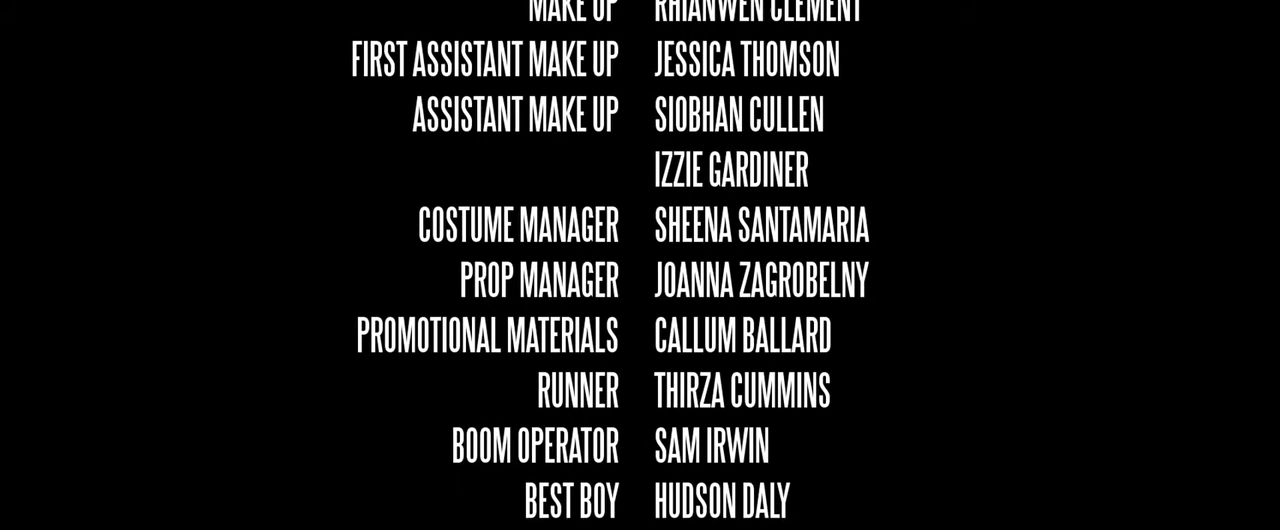 MAKE UP RHIANWEN CLEMENT
FIRST ASSISTANT MAKE UP JESSICA THOMSON
ASSISTANT MAKE UP SIOBHAN CULLEN
IZZIE GARDINER
COSTUME MANAGER SHEENA SANTAMARIA
PROP MANAGER JOANNA ZAGROBELNY
PROMOTIONAL MATERIALS CALLUM BALLARD
RUNNER THIRZA CUMMINS
BOOM OPERATOR SAM IRWIN
BEST BOY HUDSON DALY